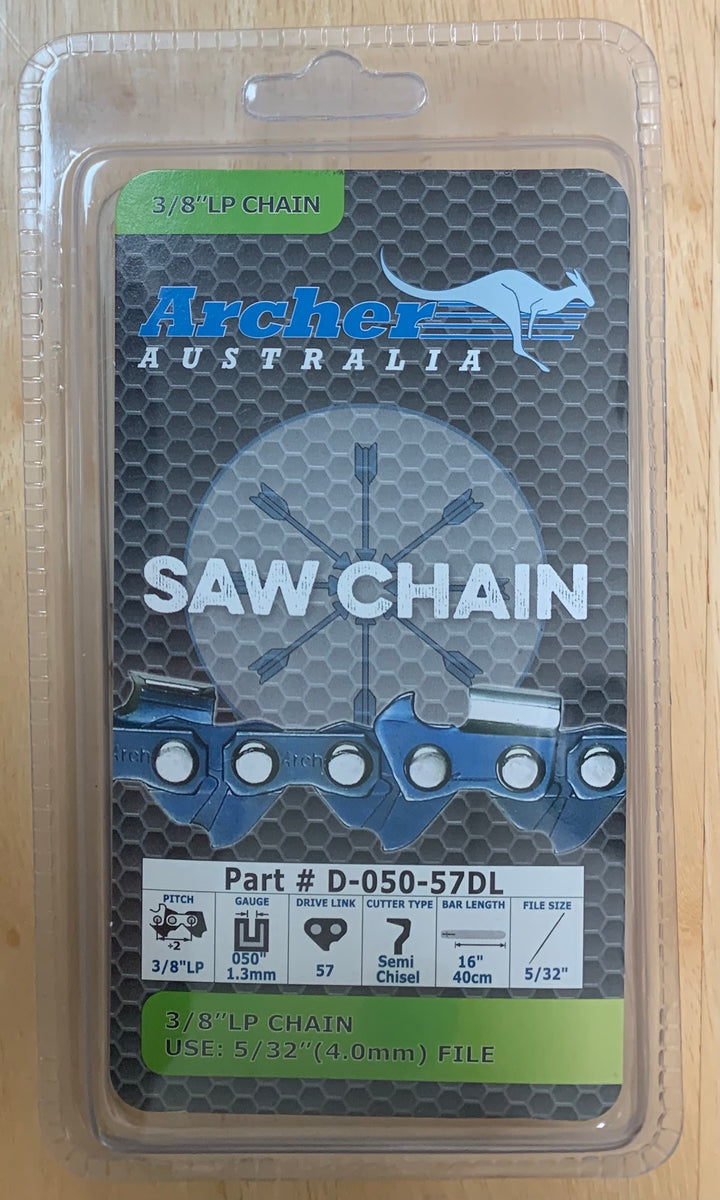 3/8"LP CHAIN
Archer
AUSTRALIA
SAW CHAIN
Arch
Arch
Part # D-050-57DL
PITCH
÷2
3/8"LP
GAUGE
050"
1.3mm
DRIVE LINK
57
CUTTER TYPE
Semi
Chisel
BAR LENGTH
16"
40cm
FILE SIZE
5/32"
3/8"LP CHAIN
USE: 5/32"(4.0mm) FILE